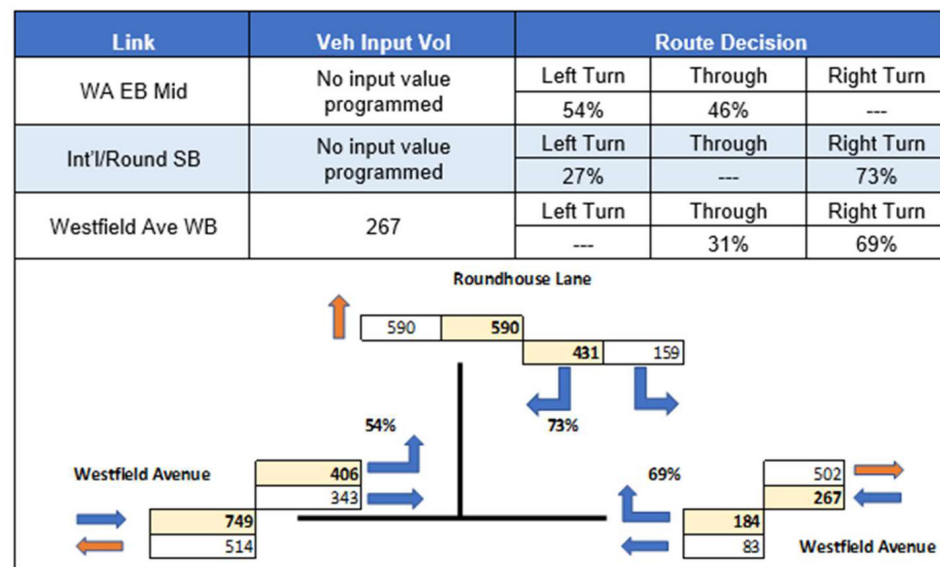 Link Veh Input Vol Route Decision
WA EB Mid No input value programmed Left Turn Through Right Turn
54% 46% ---
Int'l/Round SB No input value programmed Left Turn Through Right Turn
27% --- 73%
Westfield Ave WB 267 Left Turn Through Right Turn
--- 31% 69%
Roundhouse Lane
590 590
431 159
54% 73%
Westfield Avenue 406 69% 502
343 267
749 184
514 83 Westfield Avenue